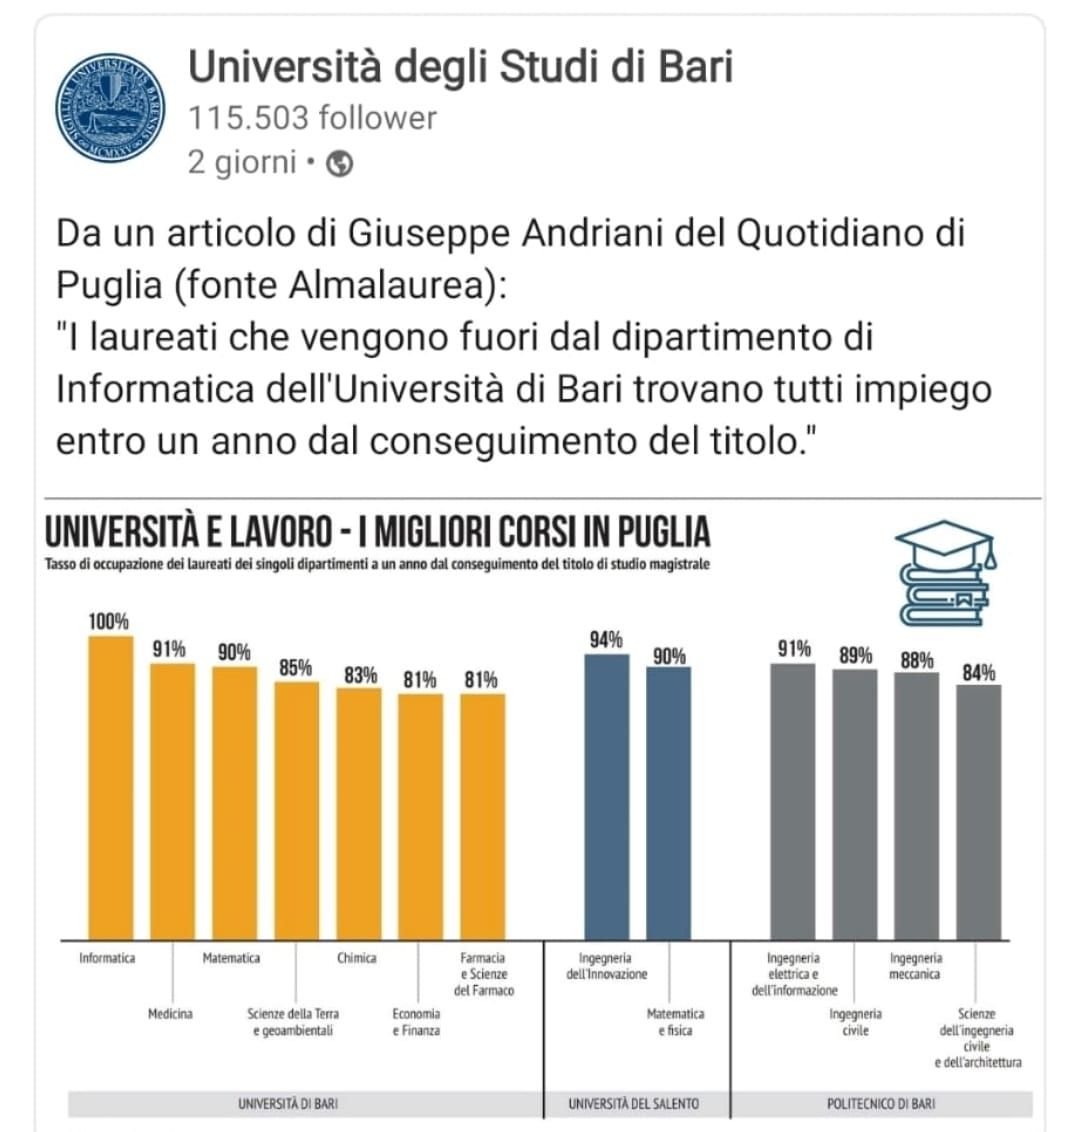 Università degli Studi di Bari
115.503 follower
2 giorni •
SIGILLUM UNIVERSITATIS BARENSIS MCMXXV
Da un articolo di Giuseppe Andriani del Quotidiano di
Puglia (fonte Almalaurea):
"I laureati che vengono fuori dal dipartimento di
Informatica dell'Università di Bari trovano tutti impiego
entro un anno dal conseguimento del titolo."
UNIVERSITÀ E LAVORO - I MIGLIORI CORSI IN PUGLIA
Tasso di occupazione dei laureati dei singoli dipartimenti a un anno dal conseguimento del titolo di studio magistrale
100%
91%
90%
85%
83%
81%
81%
94%
90%
91%
89%
88%
84%
Informatica
Medicina
Matematica
Scienze della Terra
e geoambientali
Chimica
Economia
e Finanza
Farmacia
e Scienze
del Farmaco
Ingegneria
dell'Innovazione
Matematica
e fisica
Ingegneria
elettrica e
dell'informazione
Ingegneria
civile
Ingegneria
meccanica
Scienze
dell'ingegneria
civile
e dell'architettura
UNIVERSITÀ DI BARI
UNIVERSITÀ DEL SALENTO
POLITECNICO DI BARI